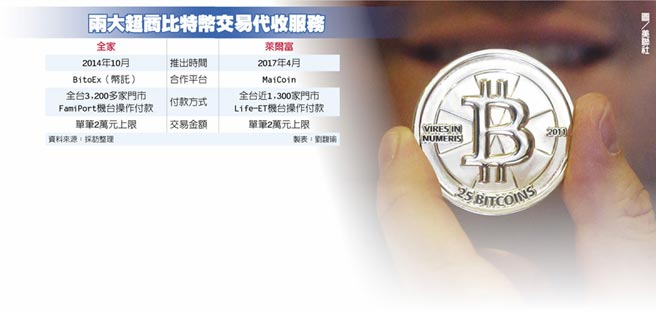 兩大超商比特幣交易代收服務
全家 萊爾富
2014年10月 推出時間 2017年4月
BitoEx（幣託） 合作平台 MaiCoin
全台3,200多家門市 付款方式 全台近1,300家門市
FamiPort機台操作付款 Life-ET機台操作付款
單筆2萬元上限 交易金額 單筆2萬元上限
資料來源：採訪整理 製表：劉馥瑜
圖／美聯社
VIRES IN
NUMERIS
2011
25 BITCOINS